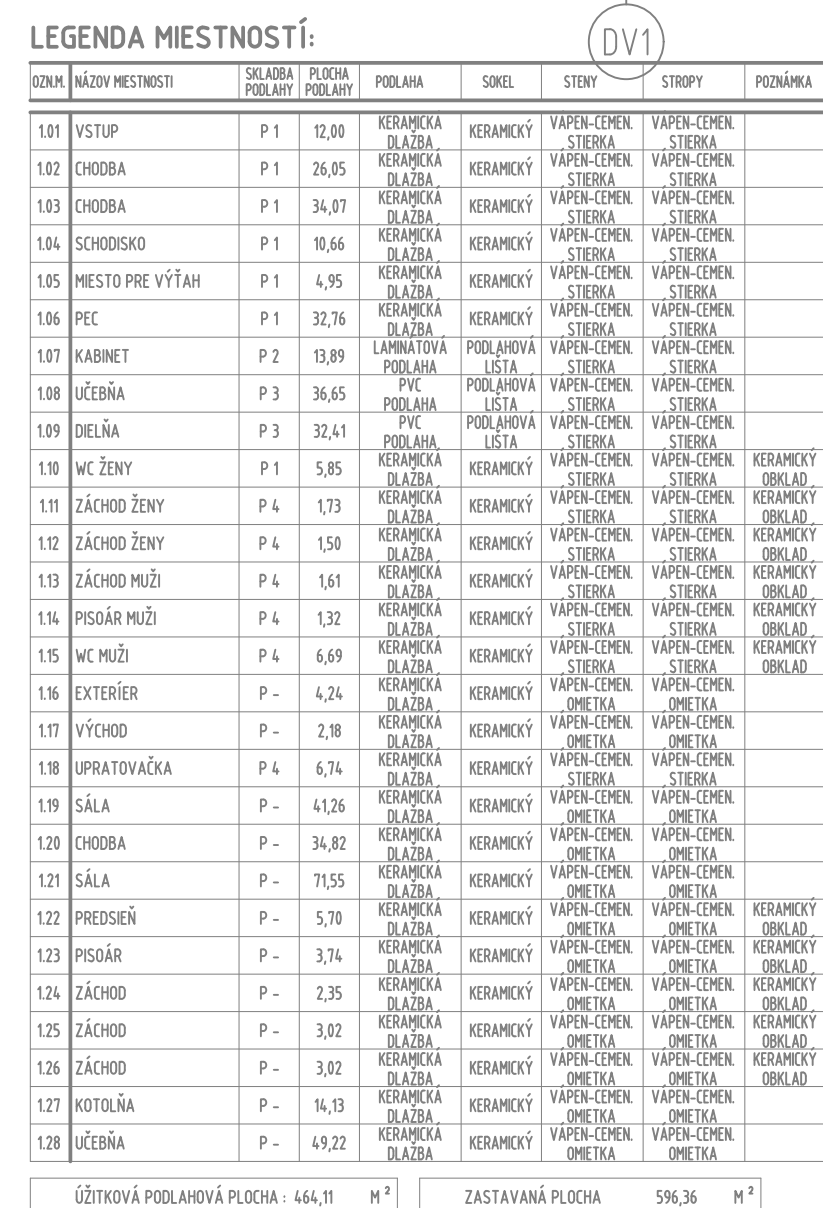 LEGENDA MIESTNOSTÍ:
DV1
OZN.M. NÁZOV MIESTNOSTI SKLADBA PODLAHY PLOCHA PODLAHY PODLAHA SOKEL STENY STROPY POZNÁMKA
1.01 VSTUP P 1 12,00 KERAMICKÁ DLAŽBA KERAMICKÝ VÁPEN-CEMEN. STIERKA VÁPEN-CEMEN. STIERKA
1.02 CHODBA P 1 26,05 KERAMICKÁ DLAŽBA KERAMICKÝ VÁPEN-CEMEN. STIERKA VÁPEN-CEMEN. STIERKA
1.03 CHODBA P 1 34,07 KERAMICKÁ DLAŽBA KERAMICKÝ VÁPEN-CEMEN. STIERKA VÁPEN-CEMEN. STIERKA
1.04 SCHODISKO P 1 10,66 KERAMICKÁ DLAŽBA KERAMICKÝ VÁPEN-CEMEN. STIERKA VÁPEN-CEMEN. STIERKA
1.05 MIESTO PRE VÝŤAH P 1 4,95 KERAMICKÁ DLAŽBA KERAMICKÝ VÁPEN-CEMEN. STIERKA VÁPEN-CEMEN. STIERKA
1.06 PEC P 1 32,76 KERAMICKÁ DLAŽBA KERAMICKÝ VÁPEN-CEMEN. STIERKA VÁPEN-CEMEN. STIERKA
1.07 KABINET P 2 13,89 LAMINÁTOVÁ PODLAHA PODLAHOVÁ LIŠTA VÁPEN-CEMEN. STIERKA VÁPEN-CEMEN. STIERKA
1.08 UČEBŇA P 3 36,65 PVC PODLAHA PODLAHOVÁ LIŠTA VÁPEN-CEMEN. STIERKA VÁPEN-CEMEN. STIERKA
1.09 DIELŇA P 3 32,41 PVC PODLAHA PODLAHOVÁ LIŠTA VÁPEN-CEMEN. STIERKA VÁPEN-CEMEN. STIERKA
1.10 WC ŽENY P 1 5,85 KERAMICKÁ DLAŽBA KERAMICKÝ VÁPEN-CEMEN. STIERKA VÁPEN-CEMEN. STIERKA KERAMICKÝ OBKLAD
1.11 ZÁCHOD ŽENY P 4 1,73 KERAMICKÁ DLAŽBA KERAMICKÝ VÁPEN-CEMEN. STIERKA VÁPEN-CEMEN. STIERKA KERAMICKÝ OBKLAD
1.12 ZÁCHOD ŽENY P 4 1,50 KERAMICKÁ DLAŽBA KERAMICKÝ VÁPEN-CEMEN. STIERKA VÁPEN-CEMEN. STIERKA KERAMICKÝ OBKLAD
1.13 ZÁCHOD MUŽI P 4 1,61 KERAMICKÁ DLAŽBA KERAMICKÝ VÁPEN-CEMEN. STIERKA VÁPEN-CEMEN. STIERKA KERAMICKÝ OBKLAD
1.14 PISOÁR MUŽI P 4 1,32 KERAMICKÁ DLAŽBA KERAMICKÝ VÁPEN-CEMEN. STIERKA VÁPEN-CEMEN. STIERKA KERAMICKÝ OBKLAD
1.15 WC MUŽI P 4 6,69 KERAMICKÁ DLAŽBA KERAMICKÝ VÁPEN-CEMEN. STIERKA VÁPEN-CEMEN. STIERKA KERAMICKÝ OBKLAD
1.16 EXTERIÉR P - 4,24 KERAMICKÁ DLAŽBA KERAMICKÝ VÁPEN-CEMEN. OMIETKA VÁPEN-CEMEN. OMIETKA
1.17 VÝCHOD P - 2,18 KERAMICKÁ DLAŽBA KERAMICKÝ VÁPEN-CEMEN. OMIETKA VÁPEN-CEMEN. OMIETKA
1.18 UPRATOVAČKA P 4 6,74 KERAMICKÁ DLAŽBA KERAMICKÝ VÁPEN-CEMEN. STIERKA VÁPEN-CEMEN. STIERKA
1.19 SÁLA P - 41,26 KERAMICKÁ DLAŽBA KERAMICKÝ VÁPEN-CEMEN. OMIETKA VÁPEN-CEMEN. OMIETKA
1.20 CHODBA P - 34,82 KERAMICKÁ DLAŽBA KERAMICKÝ VÁPEN-CEMEN. OMIETKA VÁPEN-CEMEN. OMIETKA
1.21 SÁLA P - 71,55 KERAMICKÁ DLAŽBA KERAMICKÝ VÁPEN-CEMEN. OMIETKA VÁPEN-CEMEN. OMIETKA
1.22 PREDSIEŇ P - 5,70 KERAMICKÁ DLAŽBA KERAMICKÝ VÁPEN-CEMEN. OMIETKA VÁPEN-CEMEN. OMIETKA KERAMICKÝ OBKLAD
1.23 PISOÁR P - 3,74 KERAMICKÁ DLAŽBA KERAMICKÝ VÁPEN-CEMEN. OMIETKA VÁPEN-CEMEN. OMIETKA KERAMICKÝ OBKLAD
1.24 ZÁCHOD P - 2,35 KERAMICKÁ DLAŽBA KERAMICKÝ VÁPEN-CEMEN. OMIETKA VÁPEN-CEMEN. OMIETKA KERAMICKÝ OBKLAD
1.25 ZÁCHOD P - 3,02 KERAMICKÁ DLAŽBA KERAMICKÝ VÁPEN-CEMEN. OMIETKA VÁPEN-CEMEN. OMIETKA KERAMICKÝ OBKLAD
1.26 ZÁCHOD P - 3,02 KERAMICKÁ DLAŽBA KERAMICKÝ VÁPEN-CEMEN. OMIETKA VÁPEN-CEMEN. OMIETKA KERAMICKÝ OBKLAD
1.27 KOTOLŇA P - 14,13 KERAMICKÁ DLAŽBA KERAMICKÝ VÁPEN-CEMEN. OMIETKA VÁPEN-CEMEN. OMIETKA
1.28 UČEBŇA P - 49,22 KERAMICKÁ DLAŽBA KERAMICKÝ VÁPEN-CEMEN. OMIETKA VÁPEN-CEMEN. OMIETKA
ÚŽITKOVÁ PODLAHOVÁ PLOCHA : 464,11 M² ZASTAVANÁ PLOCHA 596,36 M²